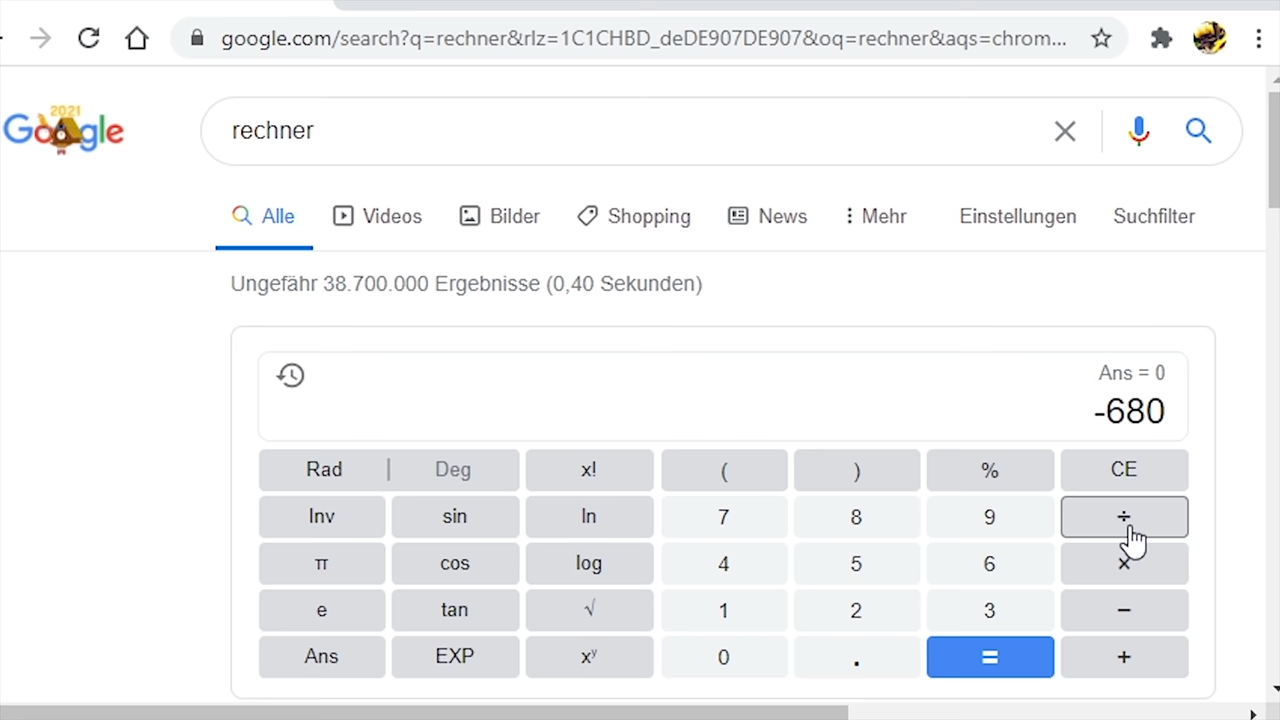 google.com/search?q=rechner&rlz=1C1CHBD_deDE907DE907&oq=rechner&aqs=chrom...
2021
Google
rechner
Alle Videos Bilder Shopping News Mehr Einstellungen Suchfilter
Ungefähr 38.700.000 Ergebnisse (0,40 Sekunden)
Ans = 0
-680
Rad | Deg x! ( ) % CE
Inv sin ln 7 8 9 ÷
π cos log 4 5 6 ×
e tan √ 1 2 3 −
Ans EXP xʸ 0 . = +